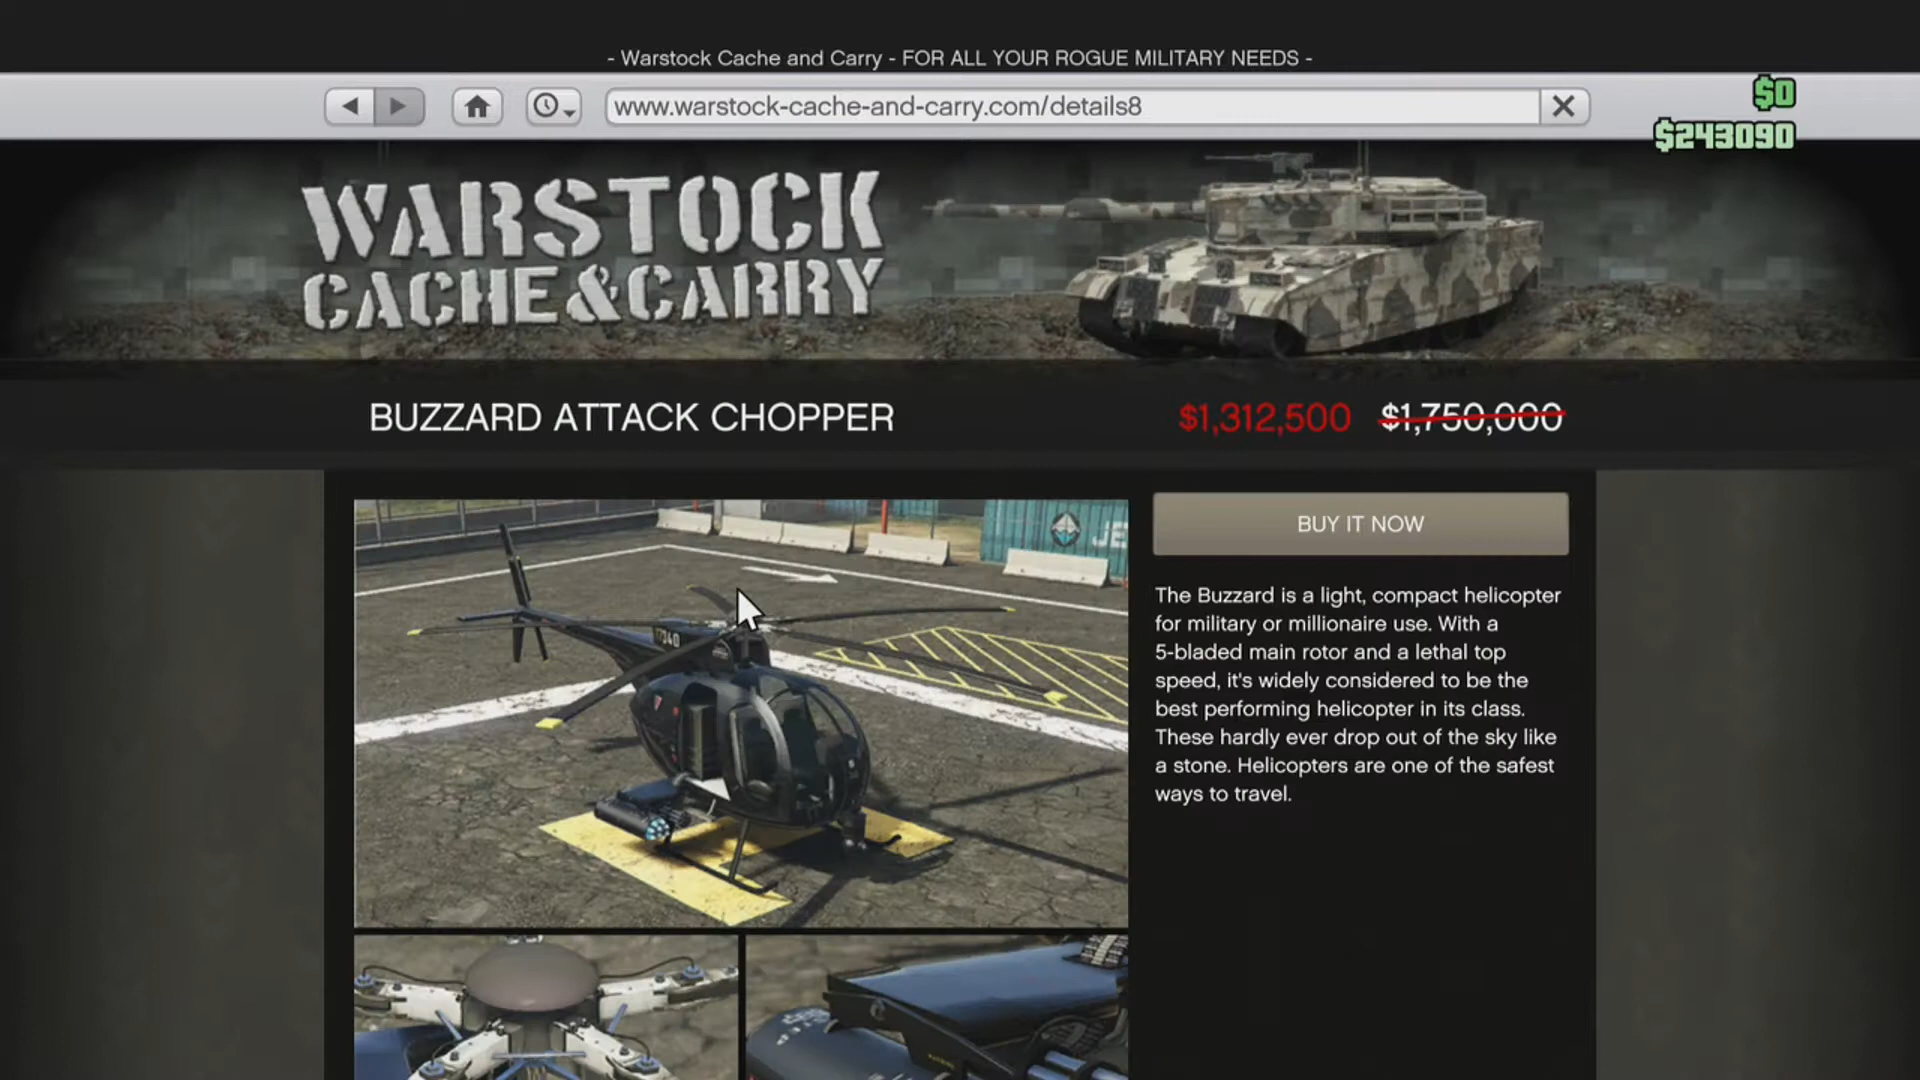 - Warstock Cache and Carry - FOR ALL YOUR ROGUE MILITARY NEEDS -
www.warstock-cache-and-carry.com/details8
$0
$243090
WARSTOCK
CACHE & CARRY
BUZZARD ATTACK CHOPPER
$1,312,500 $1,750,000
BUY IT NOW
The Buzzard is a light, compact helicopter
for military or millionaire use. With a
5-bladed main rotor and a lethal top
speed, it's widely considered to be the
best performing helicopter in its class.
These hardly ever drop out of the sky like
a stone. Helicopters are one of the safest
ways to travel.